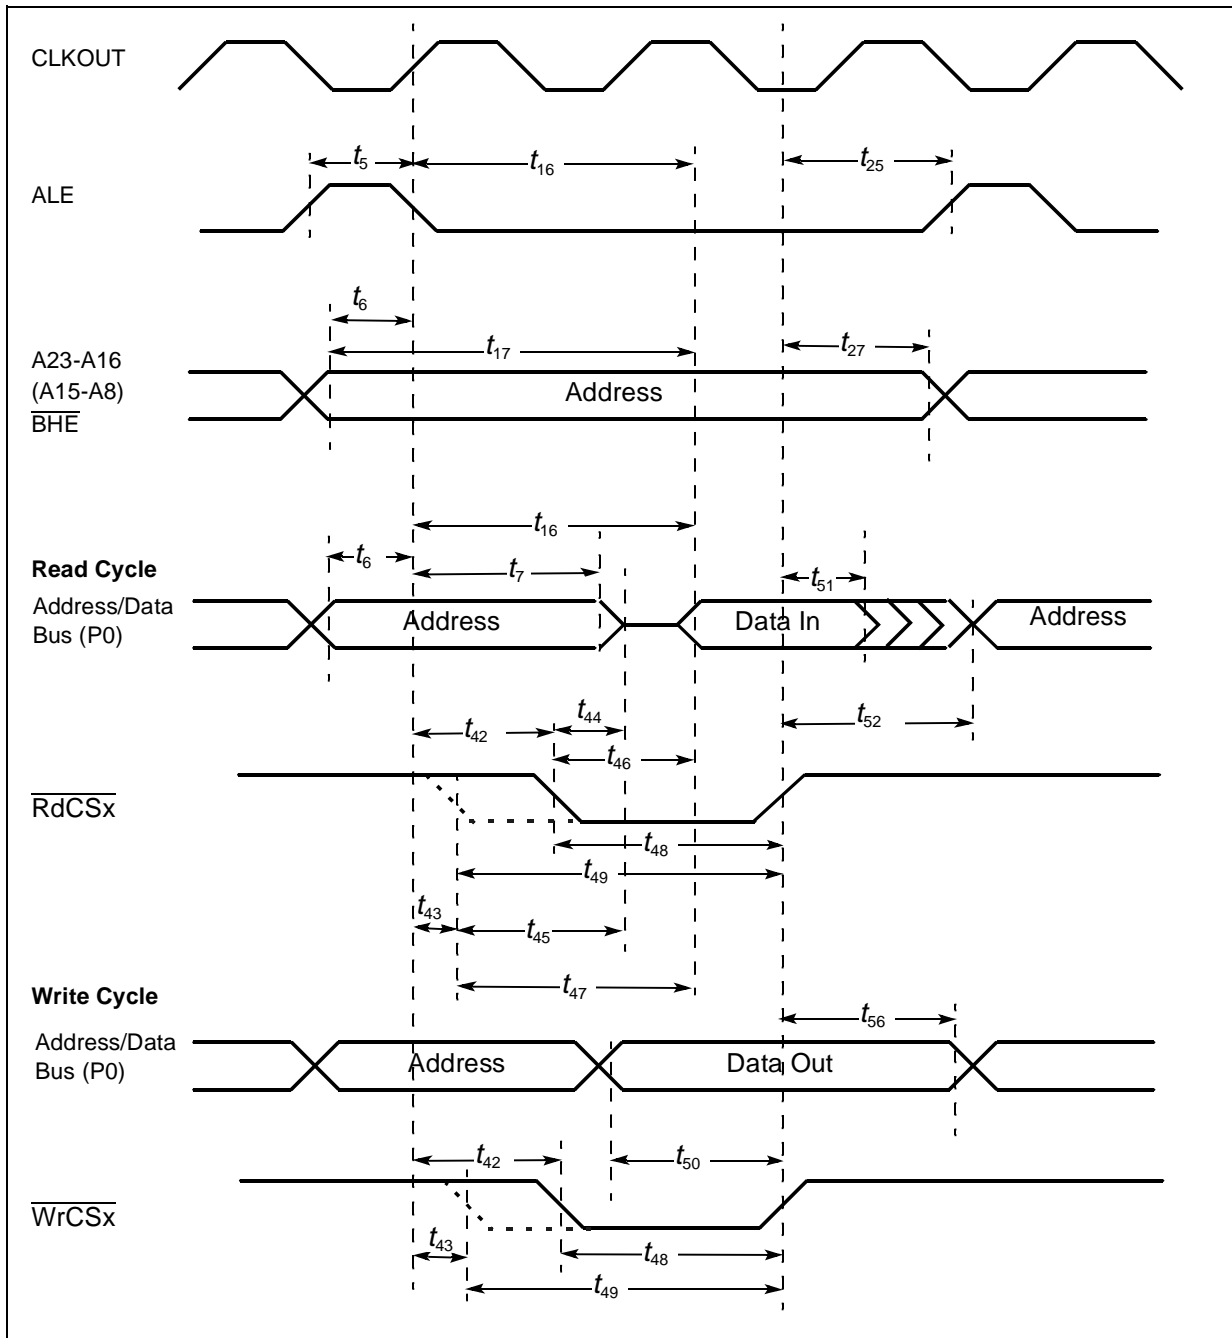 CLKOUT
t5
t16
t25
ALE
t6
t17
t27
A23-A16
(A15-A8)
BHE
Address
t16
t6
t7
t51
Read Cycle
Address/Data
Bus (P0)
Address
Data In
Address
t44
t42
t52
t46
RdCSx
t48
t49
t43
t45
t47
Write Cycle
t56
Address/Data
Bus (P0)
Address
Data Out
t42
t50
WrCSx
t43
t48
t49